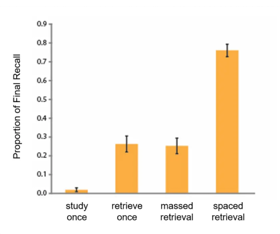 Proportion of Final Recall
0.9
0.8
0.7
0.6
0.5
0.4
0.3
0.2
0.1
0.0
study
once
retrieve
once
massed
retrieval
spaced
retrieval